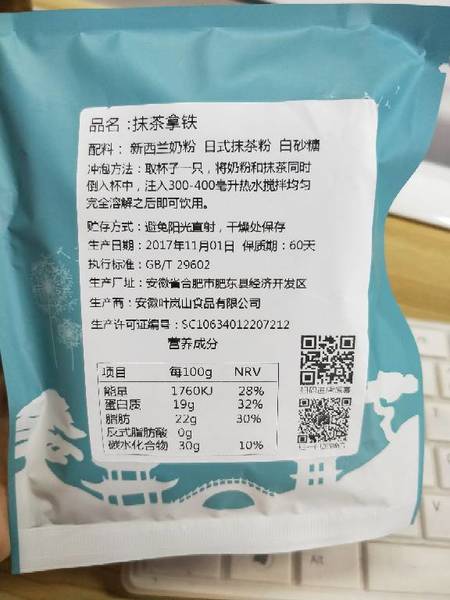 品名：抹茶拿铁
配料： 新西兰奶粉 日式抹茶粉 白砂糖
冲泡方法：取杯子一只，将奶粉和抹茶同时
倒入杯中，注入300-400毫升热水搅拌均匀
完全溶解之后即可饮用。
贮存方式：避免阳光直射，干燥处保存
生产日期：2017年11月01日 保质期：60天
执行标准：GB/T 29602
生产厂址：安徽省合肥市肥东县经济开发区
生产商：安徽叶岚山食品有限公司
生产许可证编号：SC10634012207212
营养成分
项目 每100g NRV
能量 1760KJ 28%
蛋白质 19g 32%
脂肪 22g 30%
反式脂肪酸 0g
碳水化合物 30g 10%
Alt
V